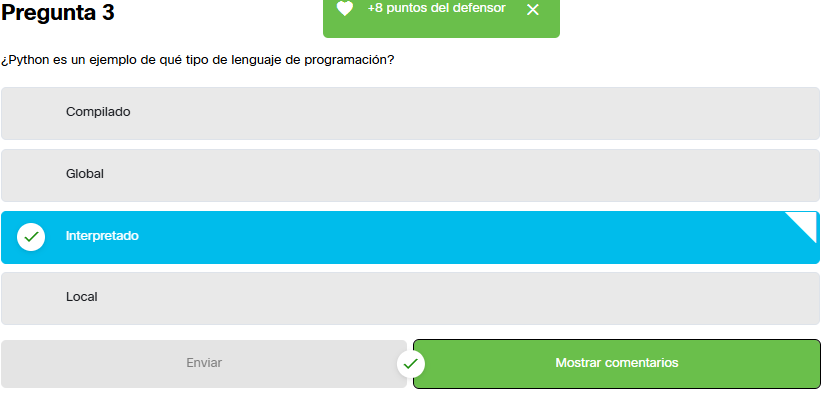 Pregunta 3
+8 puntos del defensor
¿Python es un ejemplo de qué tipo de lenguaje de programación?
Compilado
Global
Interpretado
Local
Enviar
Mostrar comentarios